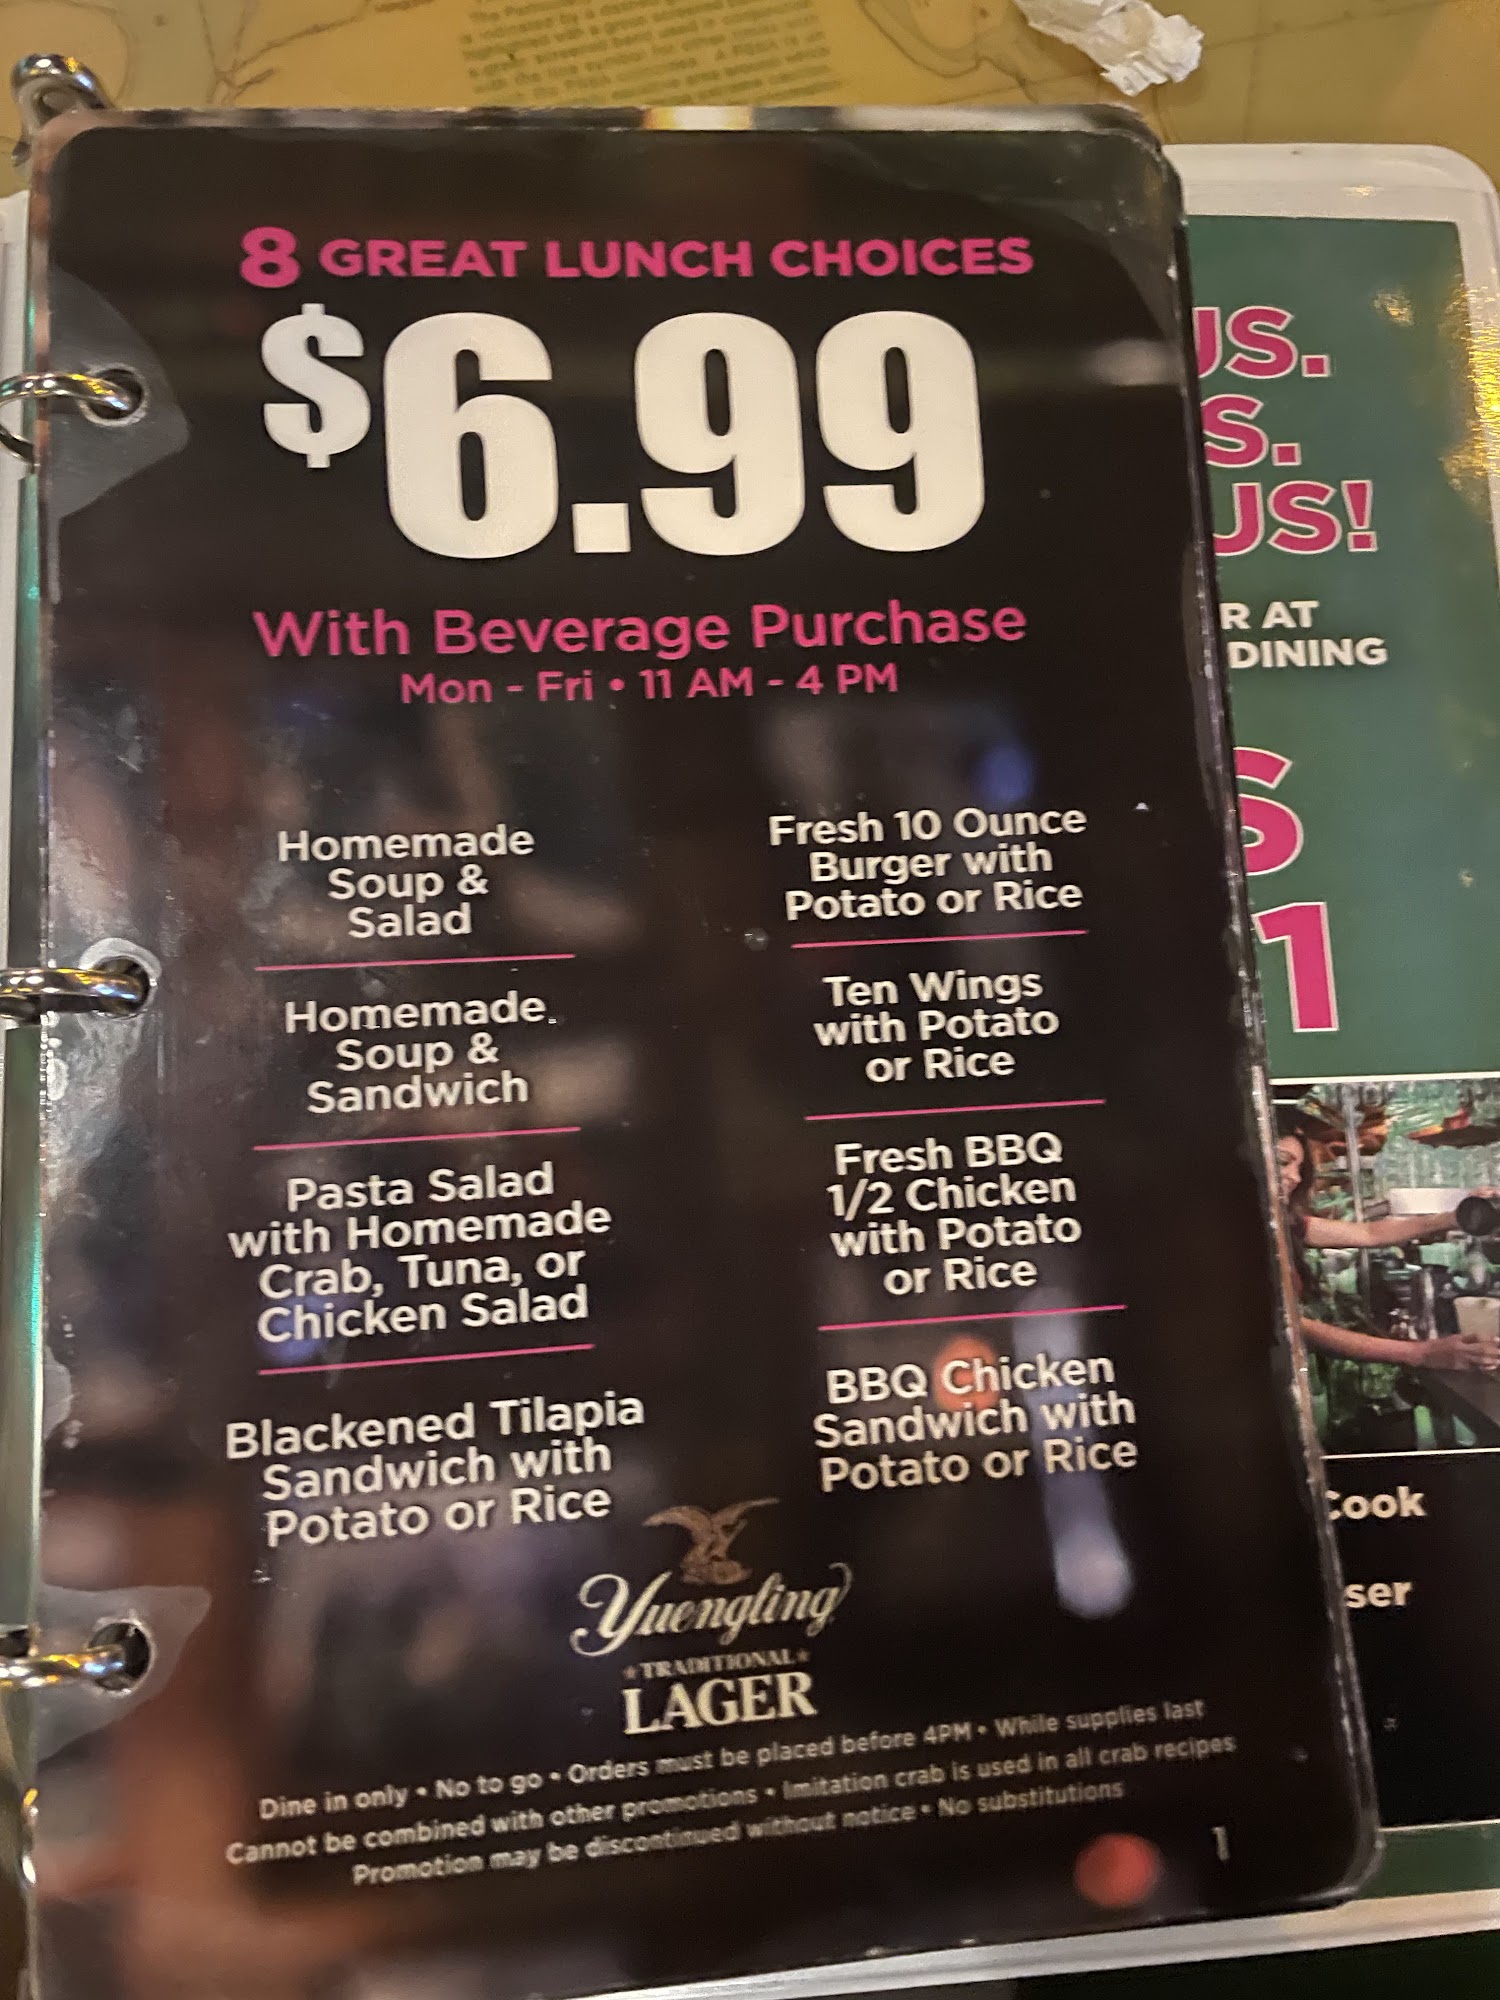 8 GREAT LUNCH CHOICES
$6.99
With Beverage Purchase
Mon - Fri • 11 AM - 4 PM
Homemade
Soup &
Salad
Homemade
Soup &
Sandwich
Pasta Salad
with Homemade
Crab, Tuna, or
Chicken Salad
Blackened Tilapia
Sandwich with
Potato or Rice
Fresh 10 Ounce
Burger with
Potato or Rice
Ten Wings
with Potato
or Rice
Fresh BBQ
1/2 Chicken
with Potato
or Rice
BBQ Chicken
Sandwich with
Potato or Rice
Yuengling
TRADITIONAL
LAGER
Dine in only • No to go • Orders must be placed before 4PM • While supplies last
Cannot be combined with other promotions • Imitation crab is used in all crab recipes
Promotion may be discontinued without notice • No substitutions
1
US.
S.
US!
R AT
DINING
S
1
Cook
ser